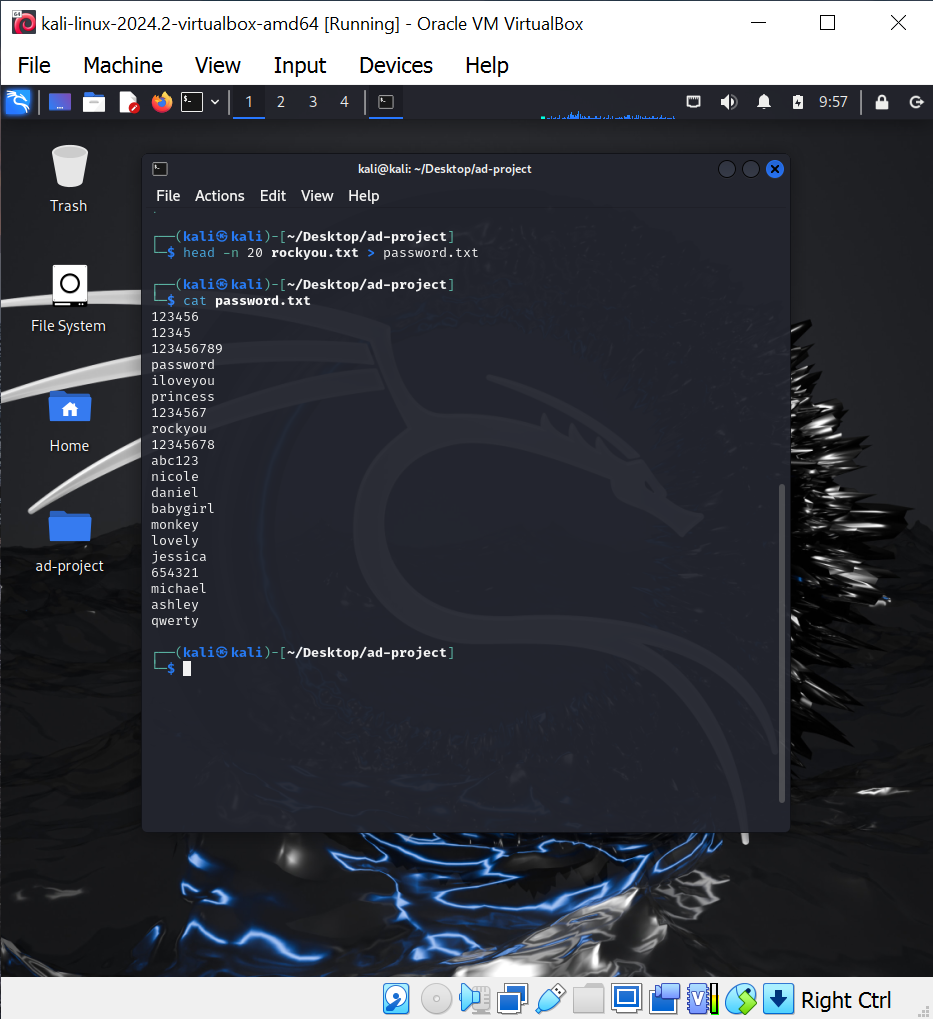 kali-linux-2024.2-virtualbox-amd64 [Running] - Oracle VM VirtualBox
File Machine View Input Devices Help
1 2 3 4 9:57
Trash
File System
Home
ad-project
kali@kali: ~/Desktop/ad-project
File Actions Edit View Help
┌──(kali㉿kali)-[~/Desktop/ad-project]
└─$ head -n 20 rockyou.txt > password.txt
┌──(kali㉿kali)-[~/Desktop/ad-project]
└─$ cat password.txt
123456
12345
123456789
password
iloveyou
princess
1234567
rockyou
12345678
abc123
nicole
daniel
babygirl
monkey
lovely
jessica
654321
michael
ashley
qwerty
┌──(kali㉿kali)-[~/Desktop/ad-project]
└─$
Right Ctrl